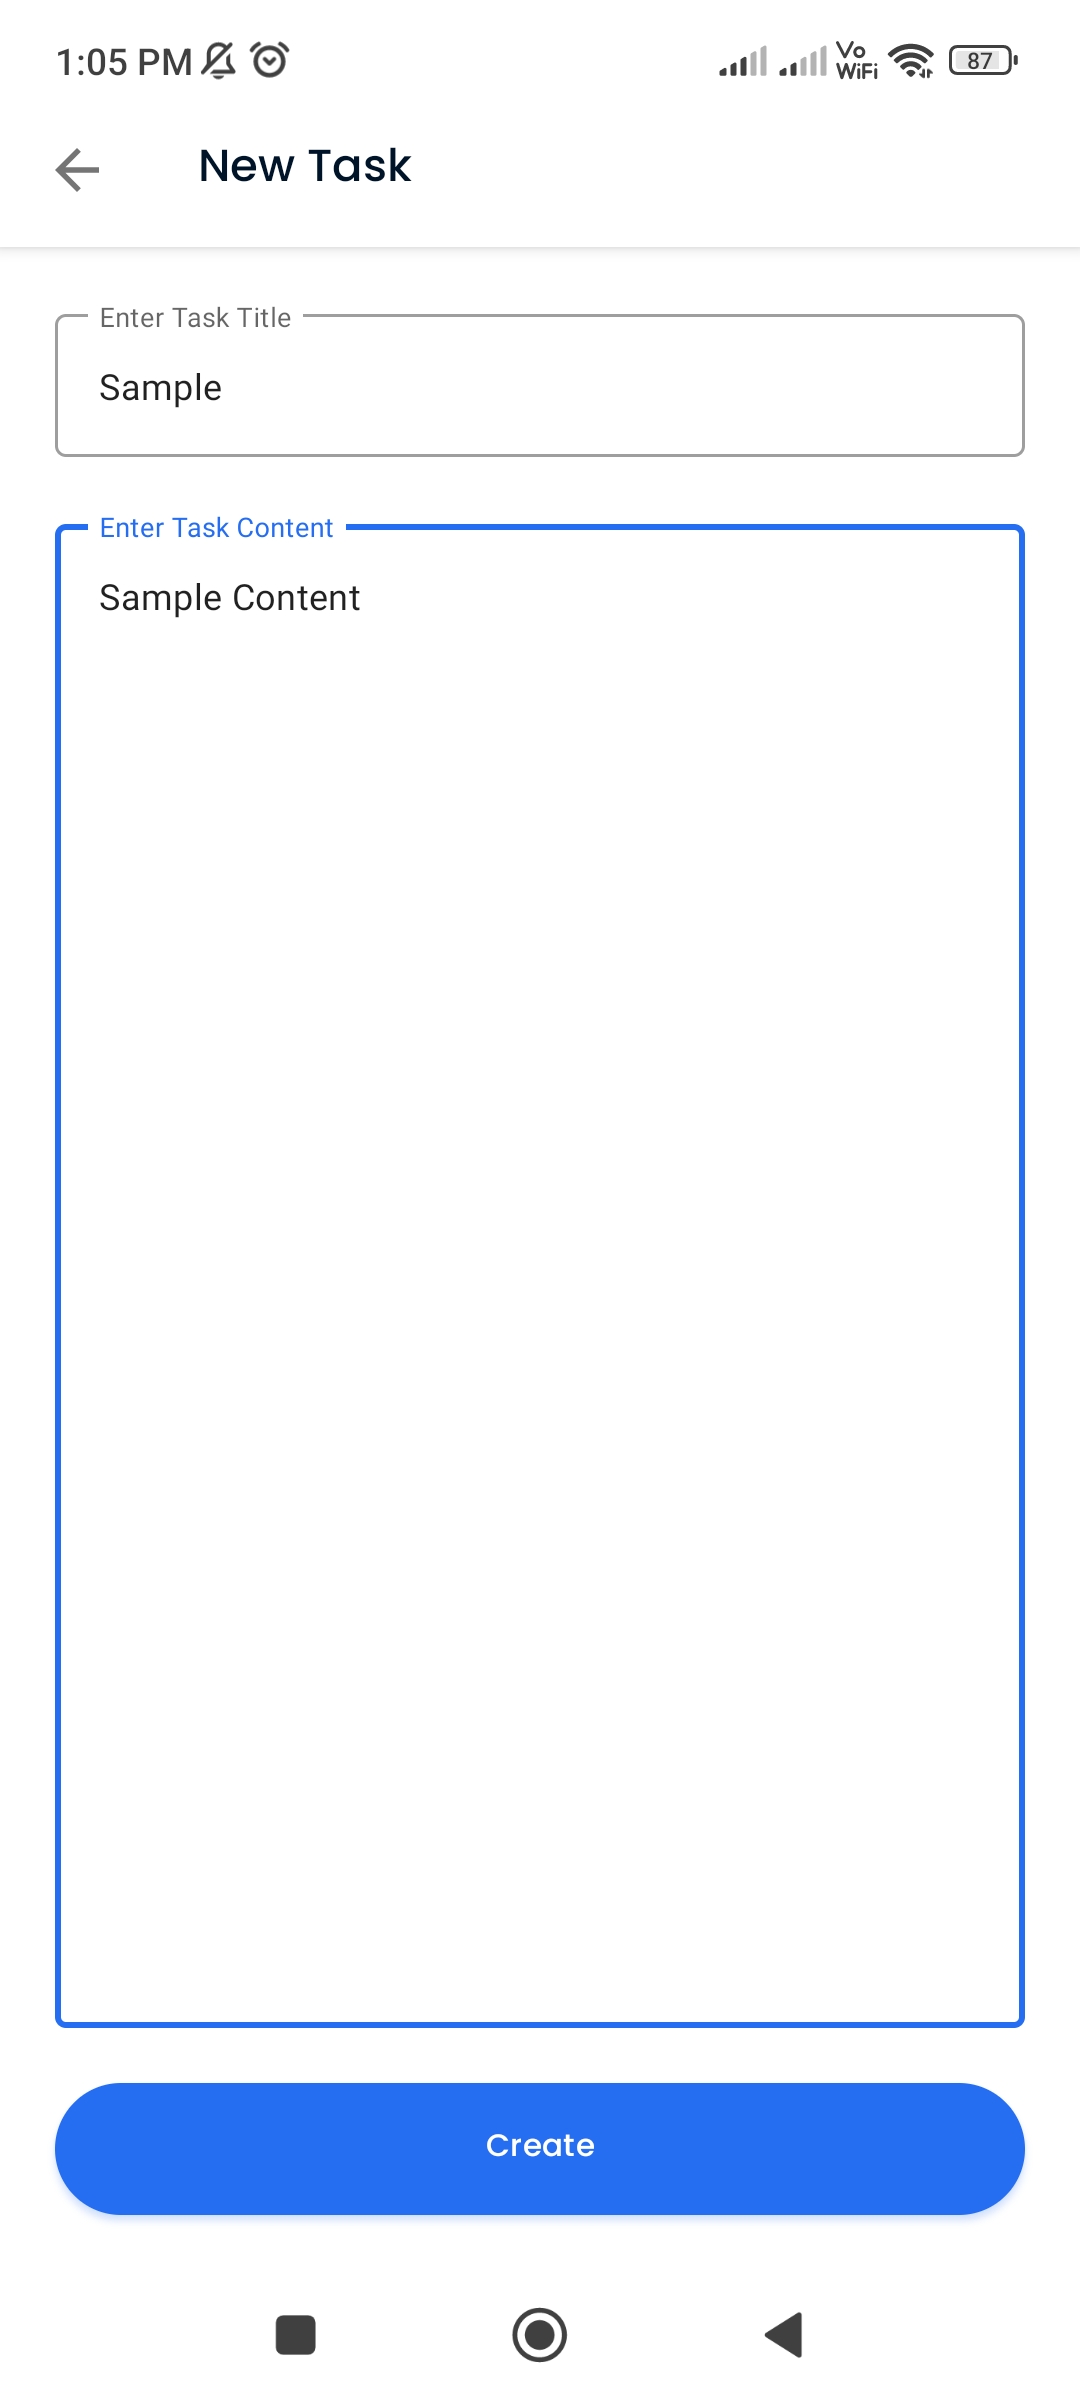 1:05 PM
Vo
WiFi
87
New Task
Enter Task Title
Sample
Enter Task Content
Sample Content
Create